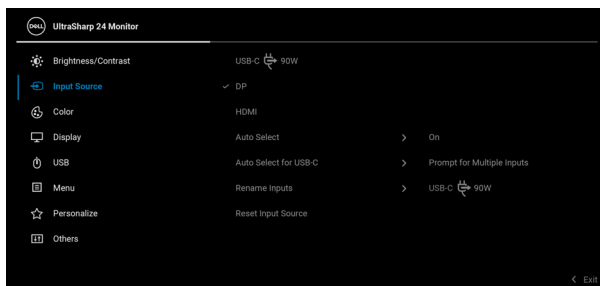 DELL UltraSharp 24 Monitor
Brightness/Contrast USB-C 90W
Input Source ✓ DP
Color HDMI
Display Auto Select > On
USB Auto Select for USB-C > Prompt for Multiple Inputs
Menu Rename Inputs > USB-C 90W
Personalize Reset Input Source
Others
< Exit